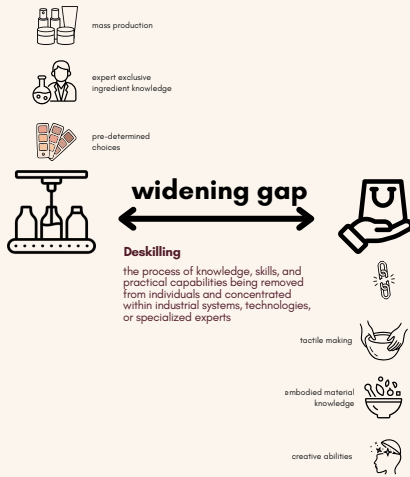 mass production
expert exclusive
ingredient knowledge
pre-determined
choices
widening gap
Deskilling
the process of knowledge, skills, and
practical capabilities being removed
from individuals and concentrated
within industrial systems, technologies,
or specialized experts
tactile making
embodied material
knowledge
creative abilities